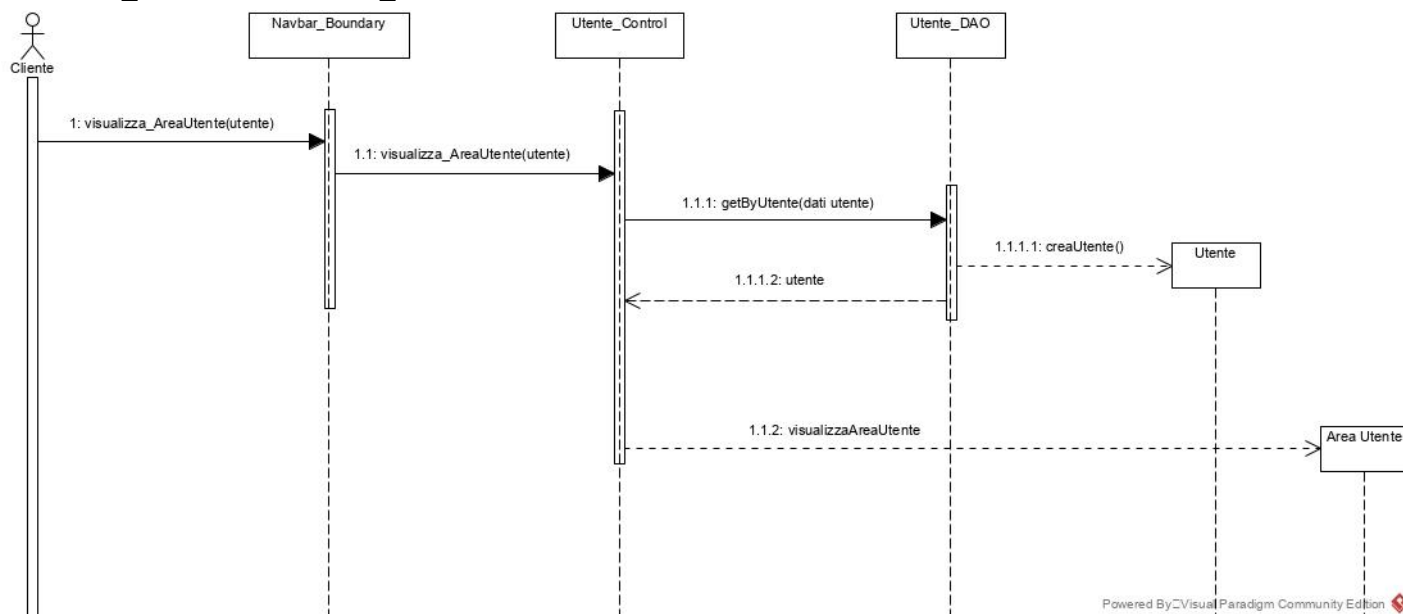 Navbar_Boundary
Utente_Control
Utente_DAO
Cliente
1: visualizza_AreaUtente(utente)
1.1: visualizza_AreaUtente(utente)
1.1.1: getByUtente(dati utente)
1.1.1.1: creaUtente()
Utente
1.1.1.2: utente
1.1.2: visualizzaAreaUtente
Area Utente
Powered By Visual Paradigm Community Edition